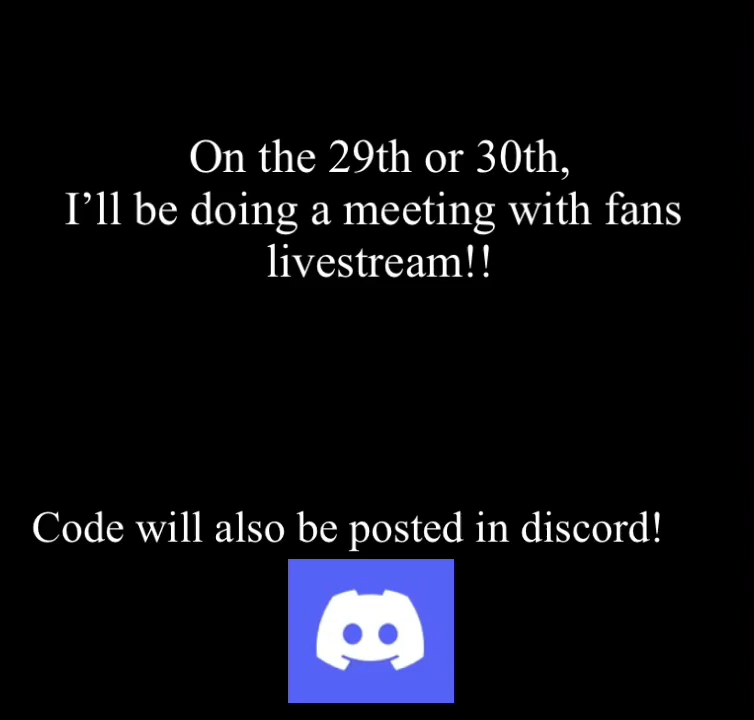 On the 29th or 30th,
I’ll be doing a meeting with fans
livestream!!
Code will also be posted in discord!